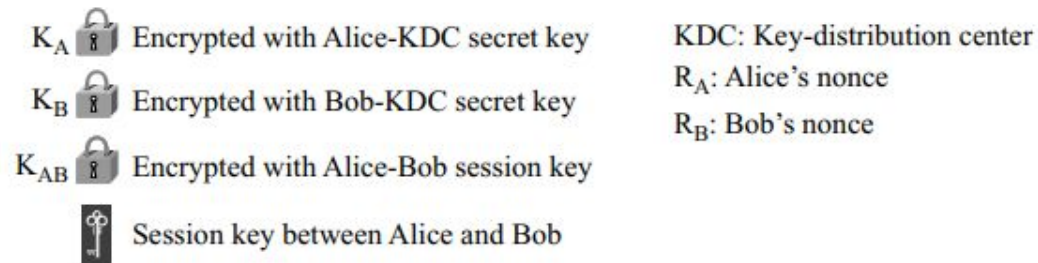 K_A Encrypted with Alice-KDC secret key
K_B Encrypted with Bob-KDC secret key
K_AB Encrypted with Alice-Bob session key
Session key between Alice and Bob
KDC: Key-distribution center
R_A: Alice’s nonce
R_B: Bob’s nonce